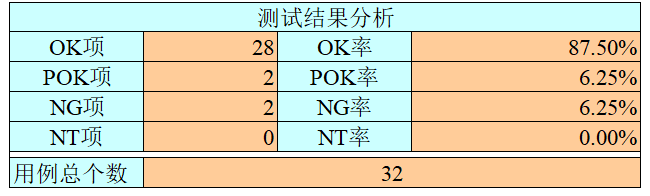 测试结果分析
OK项 28 OK率 87.50%
POK项 2 POK率 6.25%
NG项 2 NG率 6.25%
NT项 0 NT率 0.00%
用例总个数 32